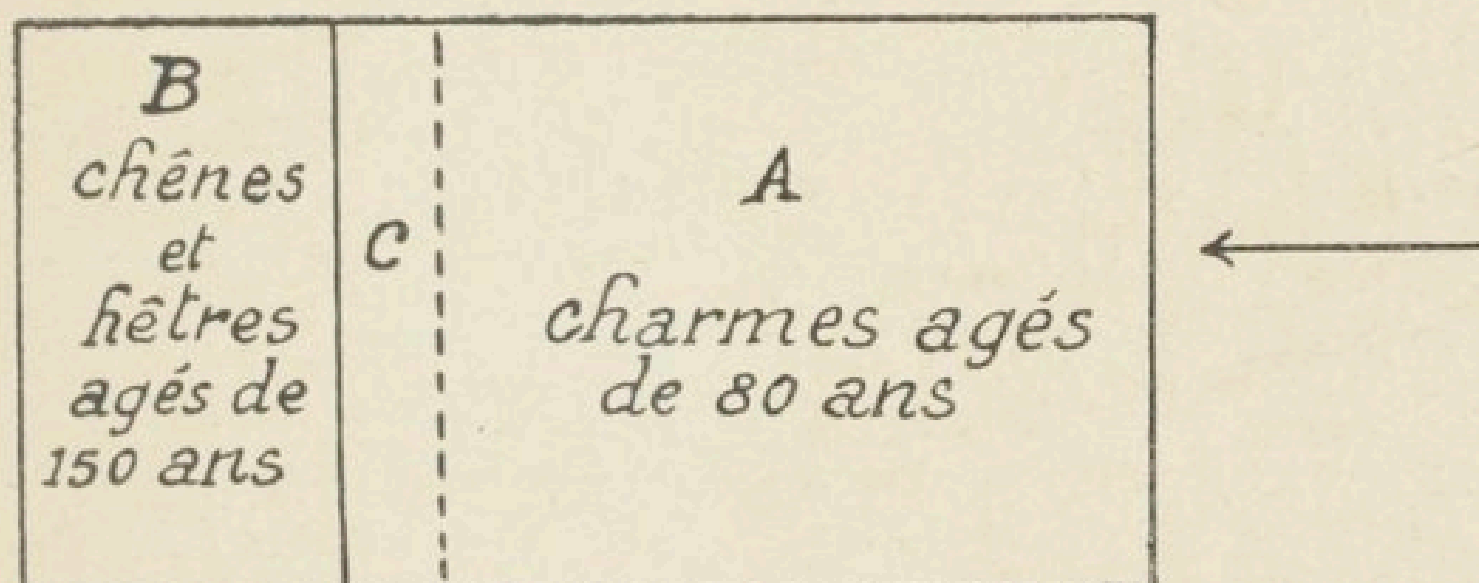 B
chênes
et
hêtres
agés de
150 ans
C
A
charmes agés
de 80 ans